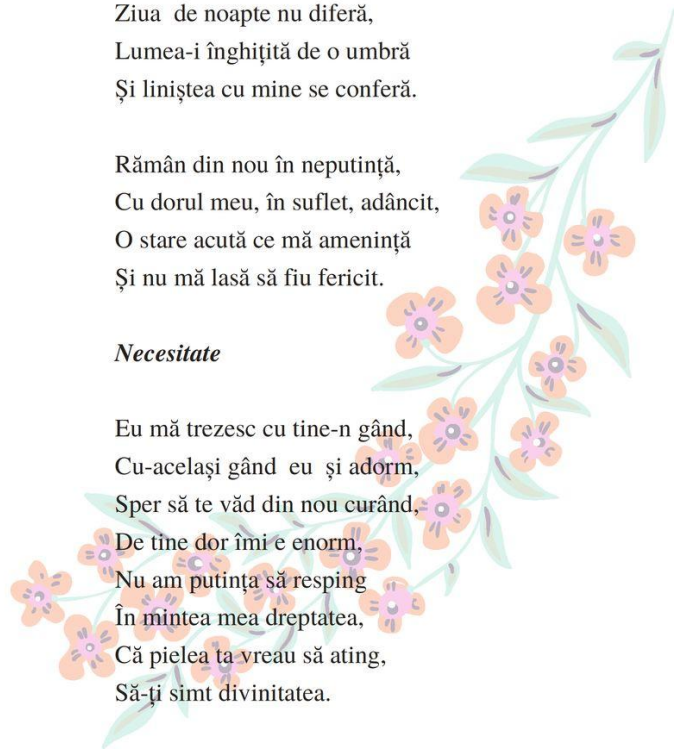 Ziua de noapte nu diferă,
Lumea-i înghițită de o umbră
Și liniștea cu mine se conferă.
Rămân din nou în neputință,
Cu dorul meu, în suflet, adâncit,
O stare acută ce mă amenință
Și nu mă lasă să fiu fericit.
Necesitate
Eu mă trezesc cu tine-n gând,
Cu-același gând eu și adorm,
Sper să te văd din nou curând,
De tine dor îmi e enorm,
Nu am putința să resping
În mintea mea dreptatea,
Că pielea ta vreau să ating,
Să-ți simt divinitatea.